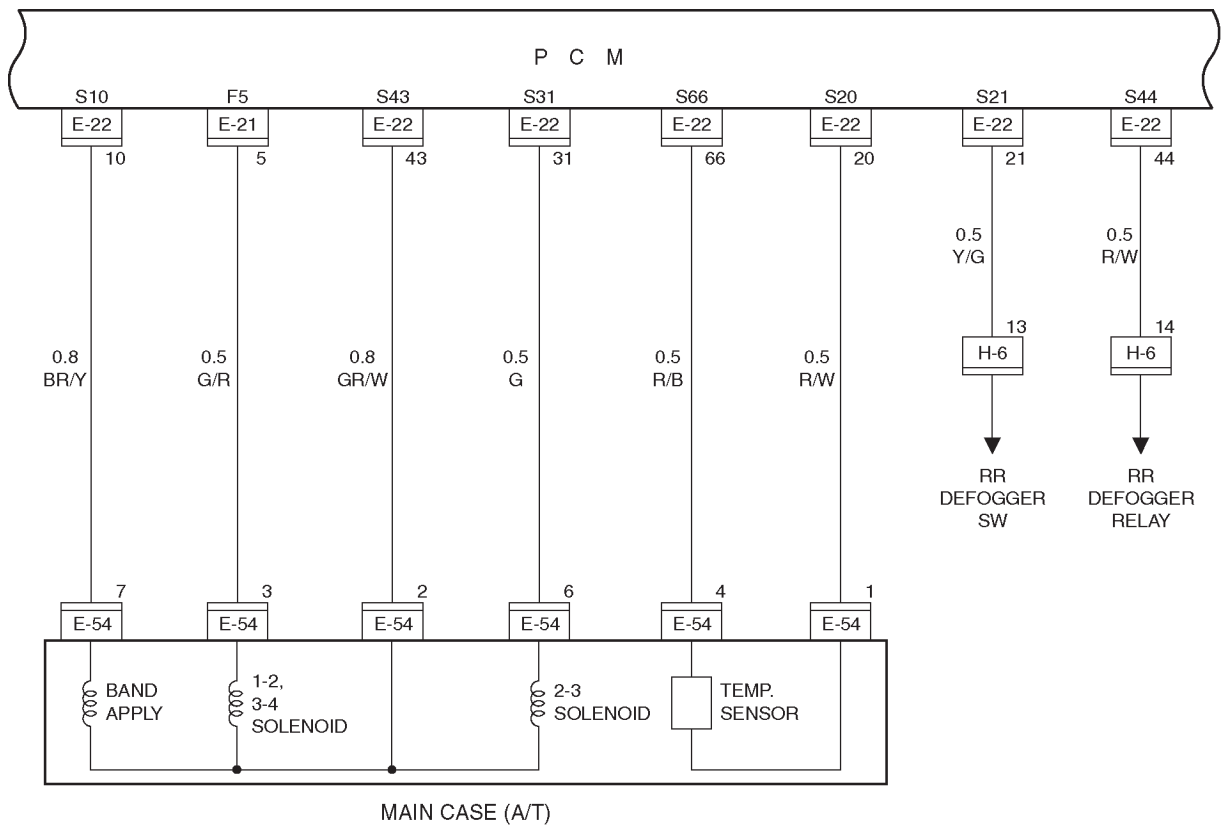 P C M
S10 F5 S43 S31 S66 S20 S21 S44
E-22 E-21 E-22 E-22 E-22 E-22 E-22 E-22
10 5 43 31 66 20 21 44
0.5 0.5
Y/G R/W
13 14
H-6 H-6
0.8 0.5 0.8 0.5 0.5 0.5
BR/Y G/R GR/W G R/B R/W
RR RR
DEFOGGER DEFOGGER
SW RELAY
7 3 2 6 4 1
E-54 E-54 E-54 E-54 E-54 E-54
BAND
APPLY
1-2,
3-4
SOLENOID
2-3
SOLENOID
TEMP.
SENSOR
MAIN CASE (A/T)